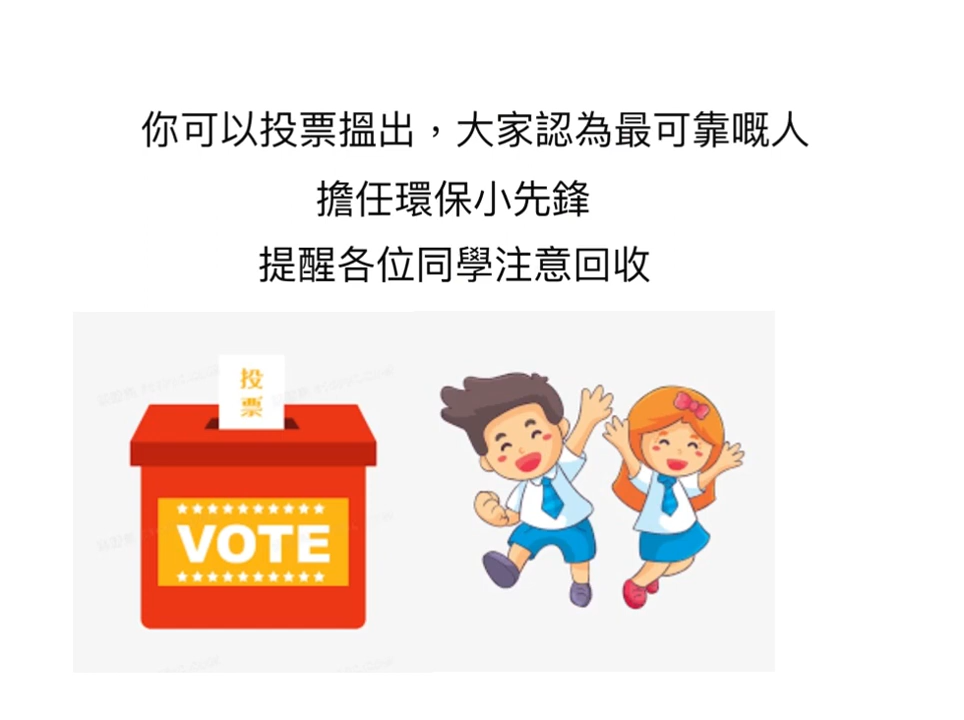 你可以投票搵出，大家認為最可靠嘅人
擔任環保小先鋒
提醒各位同學注意回收
投
票
VOTE